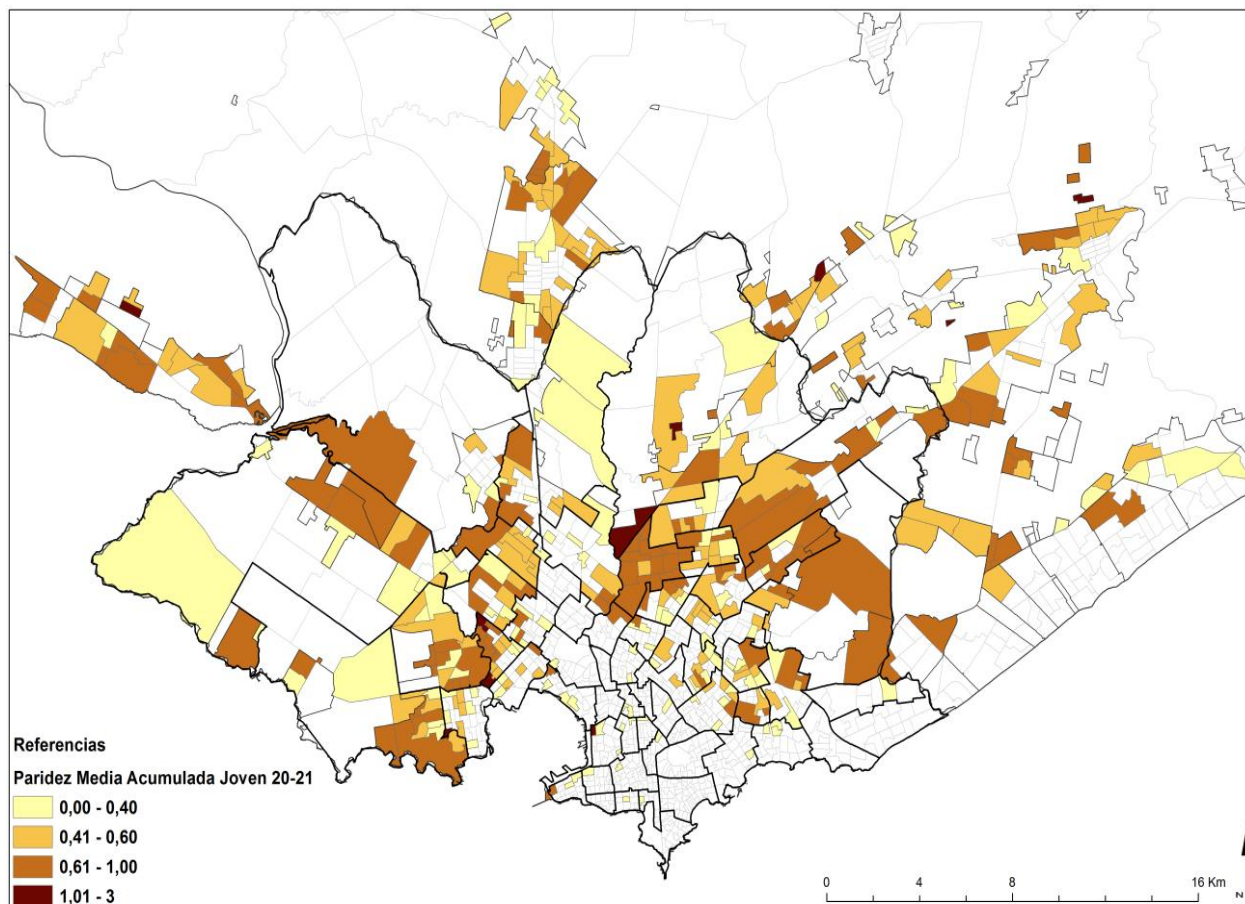 Referencias
Paridez Media Acumulada Joven 20-21
0,00 - 0,40
0,41 - 0,60
0,61 - 1,00
1,01 - 3
0 4 8 16 Km
N